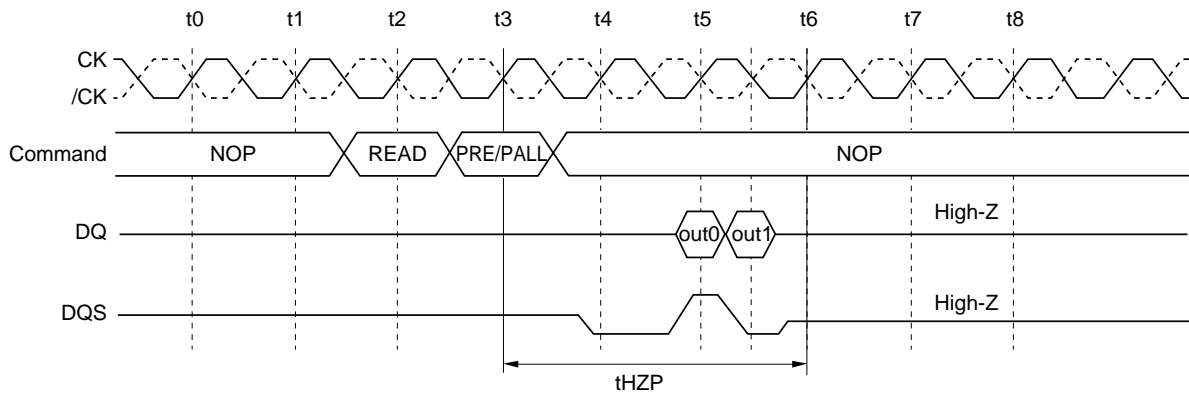 t0 t1 t2 t3 t4 t5 t6 t7 t8
CK
/CK
Command NOP READ PRE/PALL NOP
High-Z
DQ out0 out1
DQS High-Z
tHZP